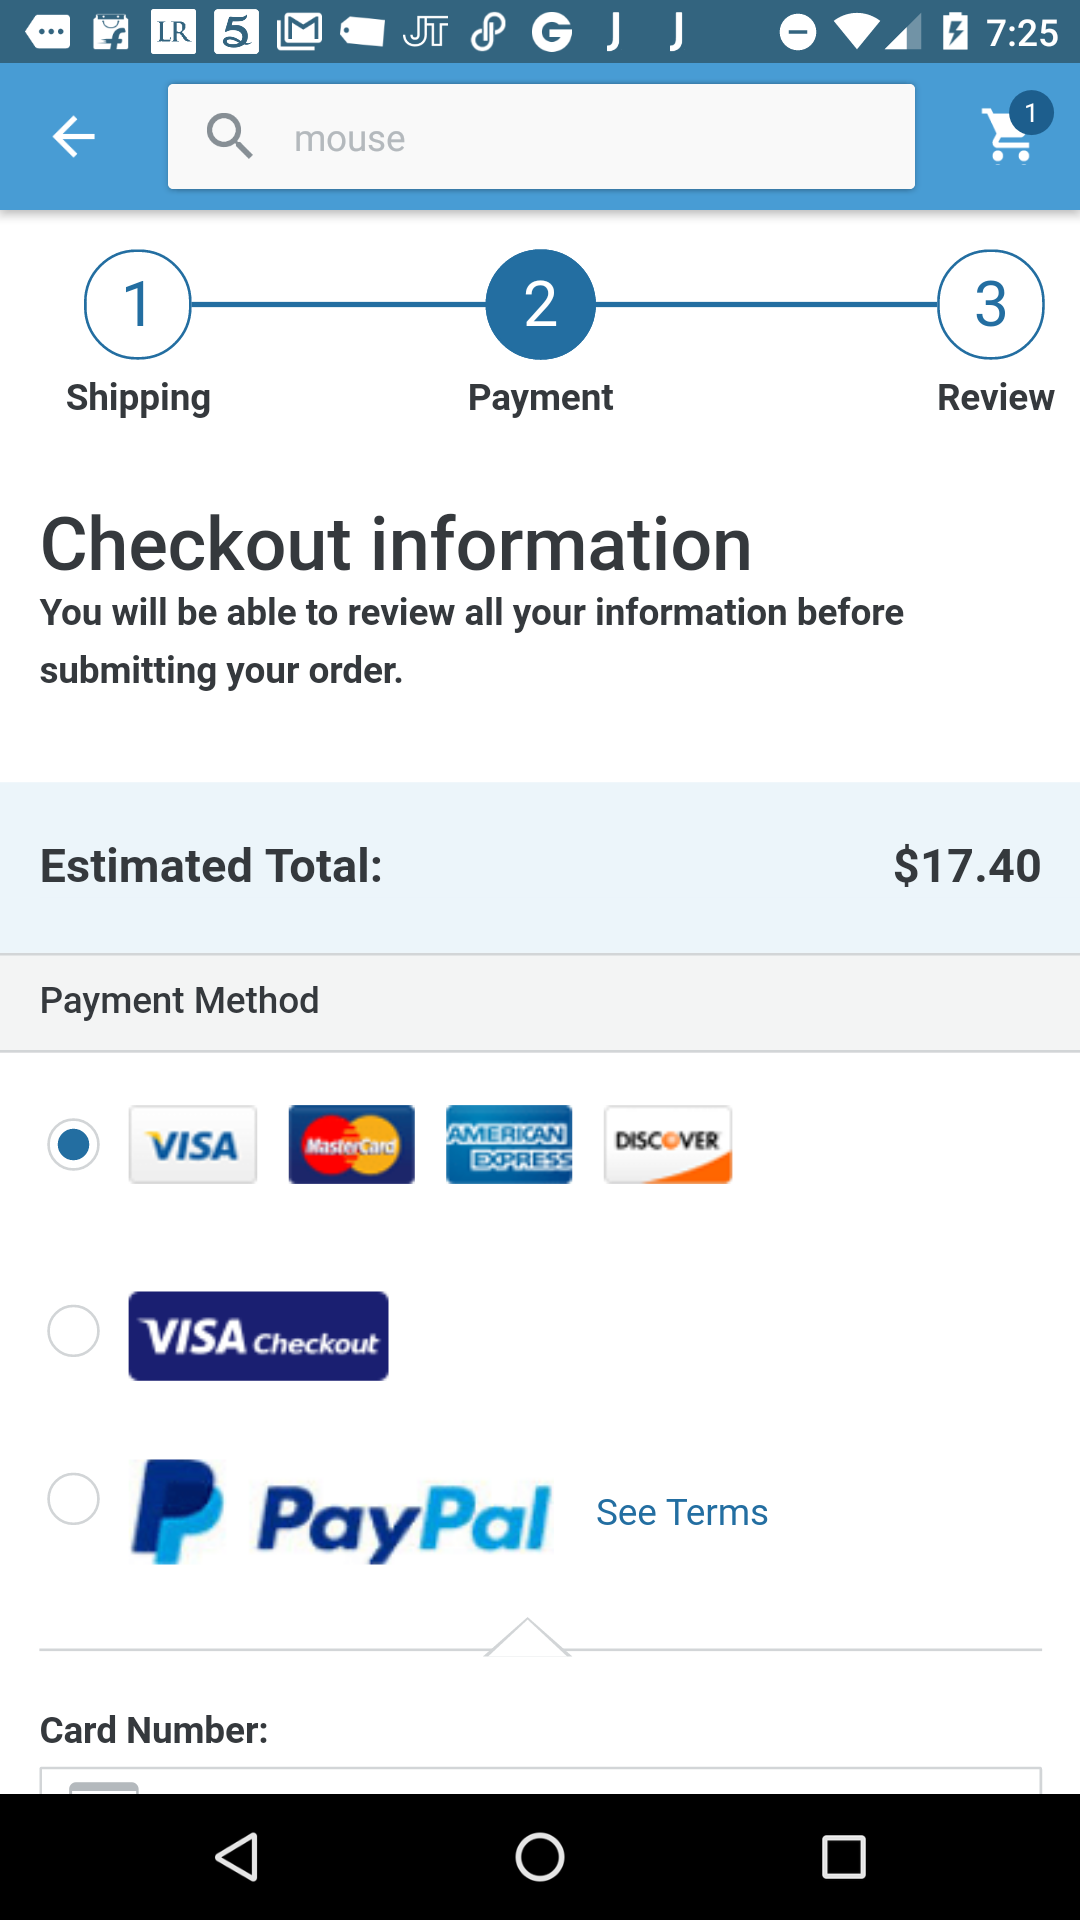 LR 5 M JT G J J 7:25
mouse 1
1 2 3
Shipping Payment Review
Checkout information
You will be able to review all your information before
submitting your order.
Estimated Total: $17.40
Payment Method
VISA MasterCard AMERICAN EXPRESS DISCOVER
VISA Checkout
P PayPal See Terms
Card Number: